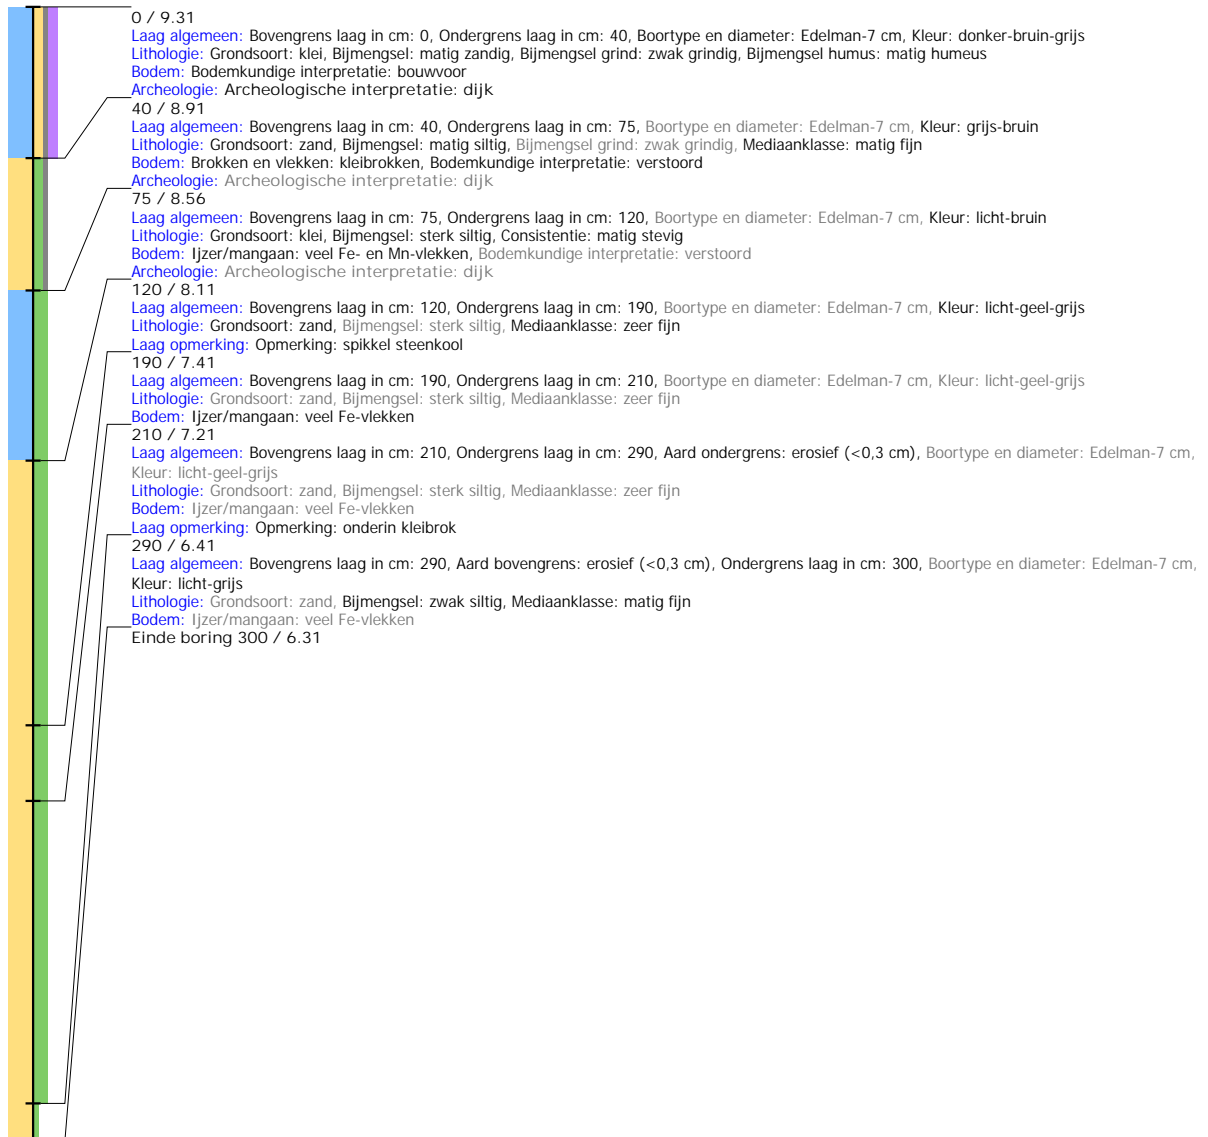 0 / 9.31
Laag algemeen: Bovengrens laag in cm: 0, Ondergrens laag in cm: 40, Boortype en diameter: Edelman-7 cm, Kleur: donker-bruin-grijs
Lithologie: Grondsoort: klei, Bijmengsel: matig zandig, Bijmengsel grind: zwak grindig, Bijmengsel humus: matig humeus
Bodem: Bodemkundige interpretatie: bouwvoor
Archeologie: Archeologische interpretatie: dijk
40 / 8.91
Laag algemeen: Bovengrens laag in cm: 40, Ondergrens laag in cm: 75, Boortype en diameter: Edelman-7 cm, Kleur: grijs-bruin
Lithologie: Grondsoort: zand, Bijmengsel: matig siltig, Bijmengsel grind: zwak grindig, Mediaanklasse: matig fijn
Bodem: Brokken en vlekken: kleibrokken, Bodemkundige interpretatie: verstoord
Archeologie: Archeologische interpretatie: dijk
75 / 8.56
Laag algemeen: Bovengrens laag in cm: 75, Ondergrens laag in cm: 120, Boortype en diameter: Edelman-7 cm, Kleur: licht-bruin
Lithologie: Grondsoort: klei, Bijmengsel: sterk siltig, Consistentie: matig stevig
Bodem: Ijzer/mangaan: veel Fe- en Mn-vlekken, Bodemkundige interpretatie: verstoord
Archeologie: Archeologische interpretatie: dijk
120 / 8.11
Laag algemeen: Bovengrens laag in cm: 120, Ondergrens laag in cm: 190, Boortype en diameter: Edelman-7 cm, Kleur: licht-geel-grijs
Lithologie: Grondsoort: zand, Bijmengsel: sterk siltig, Mediaanklasse: zeer fijn
Laag opmerking: Opmerking: spikkel steenkool
190 / 7.41
Laag algemeen: Bovengrens laag in cm: 190, Ondergrens laag in cm: 210, Boortype en diameter: Edelman-7 cm, Kleur: licht-geel-grijs
Lithologie: Grondsoort: zand, Bijmengsel: sterk siltig, Mediaanklasse: zeer fijn
Bodem: Ijzer/mangaan: veel Fe-vlekken
210 / 7.21
Laag algemeen: Bovengrens laag in cm: 210, Ondergrens laag in cm: 290, Aard ondergrens: erosief (<0,3 cm), Boortype en diameter: Edelman-7 cm,
Kleur: licht-geel-grijs
Lithologie: Grondsoort: zand, Bijmengsel: sterk siltig, Mediaanklasse: zeer fijn
Bodem: Ijzer/mangaan: veel Fe-vlekken
Laag opmerking: Opmerking: onderin kleibrok
290 / 6.41
Laag algemeen: Bovengrens laag in cm: 290, Aard bovengrens: erosief (<0,3 cm), Ondergrens laag in cm: 300, Boortype en diameter: Edelman-7 cm,
Kleur: licht-grijs
Lithologie: Grondsoort: zand, Bijmengsel: zwak siltig, Mediaanklasse: matig fijn
Bodem: Ijzer/mangaan: veel Fe-vlekken
Einde boring 300 / 6.31